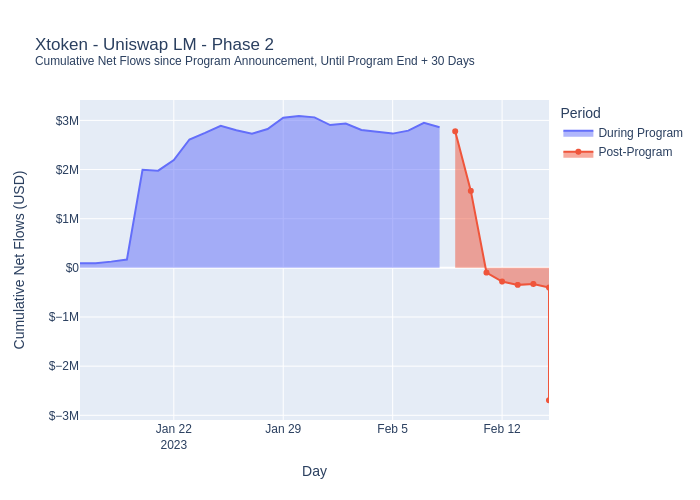 Xtoken - Uniswap LM - Phase 2
Cumulative Net Flows since Program Announcement, Until Program End + 30 Days
Period
During Program
Post-Program
Cumulative Net Flows (USD)
$3M
$2M
$1M
$0
$−1M
$−2M
$−3M
Jan 22
2023
Jan 29
Feb 5
Feb 12
Day